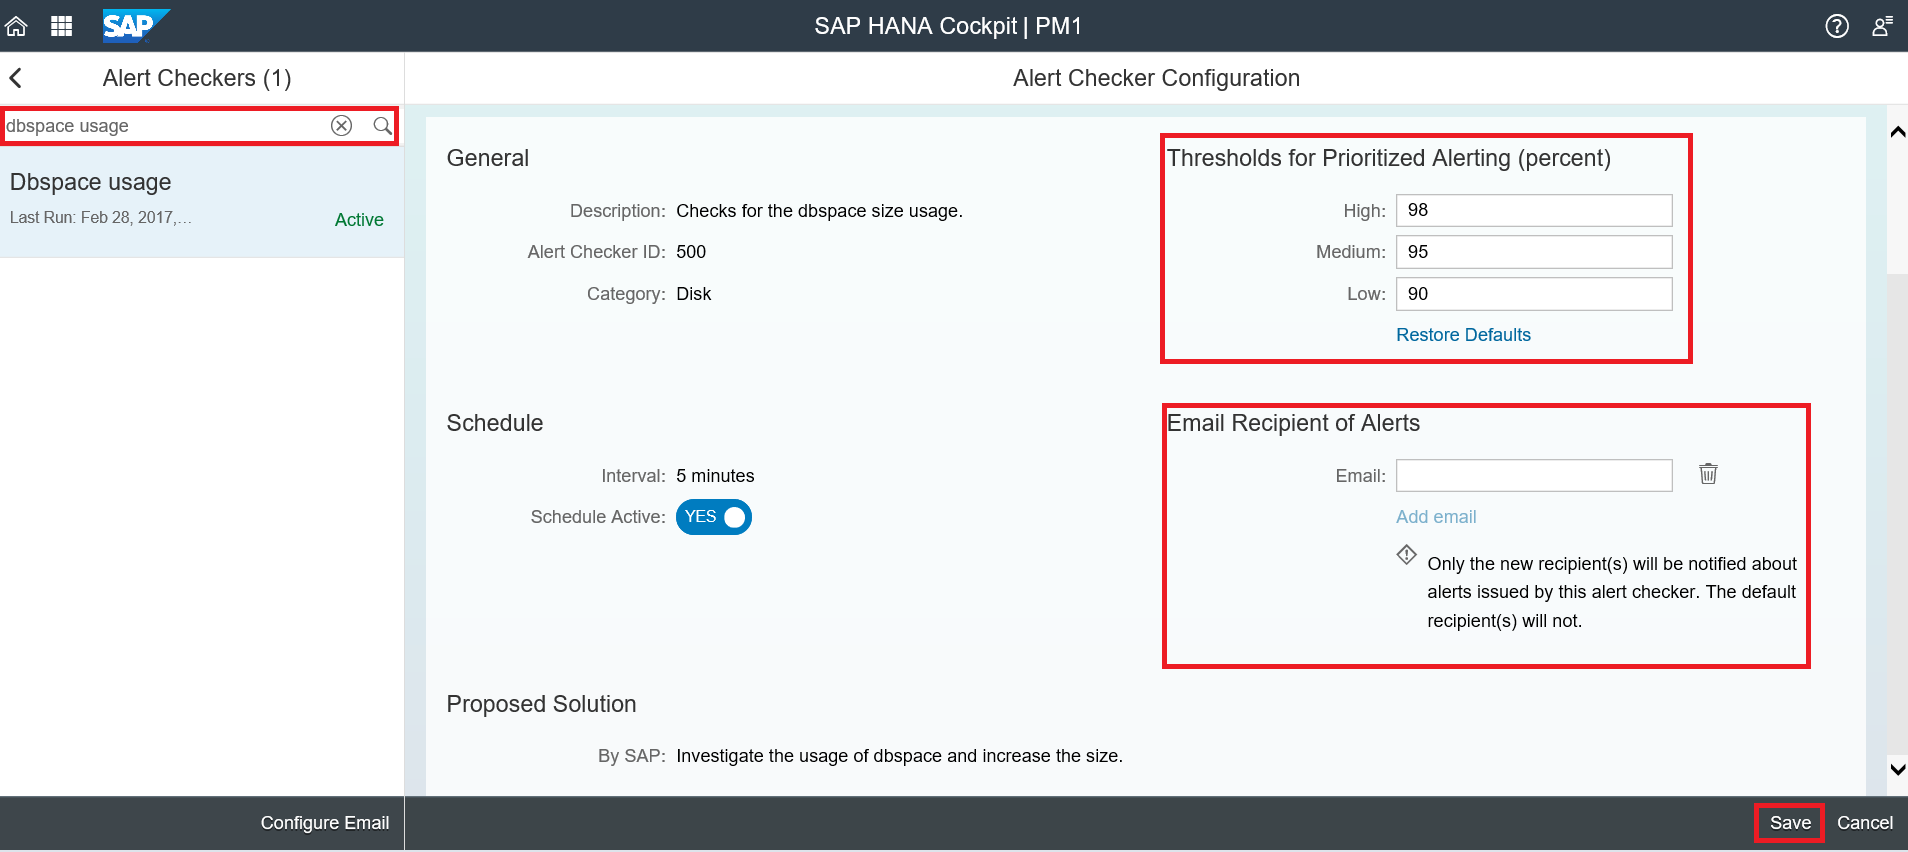 SAP
SAP HANA Cockpit | PM1
Alert Checkers (1)
Alert Checker Configuration
dbspace usage
Dbspace usage
Last Run: Feb 28, 2017,...
Active
General
Description: Checks for the dbspace size usage.
Alert Checker ID: 500
Category: Disk
Thresholds for Prioritized Alerting (percent)
High: 98
Medium: 95
Low: 90
Restore Defaults
Schedule
Interval: 5 minutes
Schedule Active: YES
Email Recipient of Alerts
Email:
Add email
Only the new recipient(s) will be notified about
alerts issued by this alert checker. The default
recipient(s) will not.
Proposed Solution
By SAP: Investigate the usage of dbspace and increase the size.
Configure Email
Save
Cancel